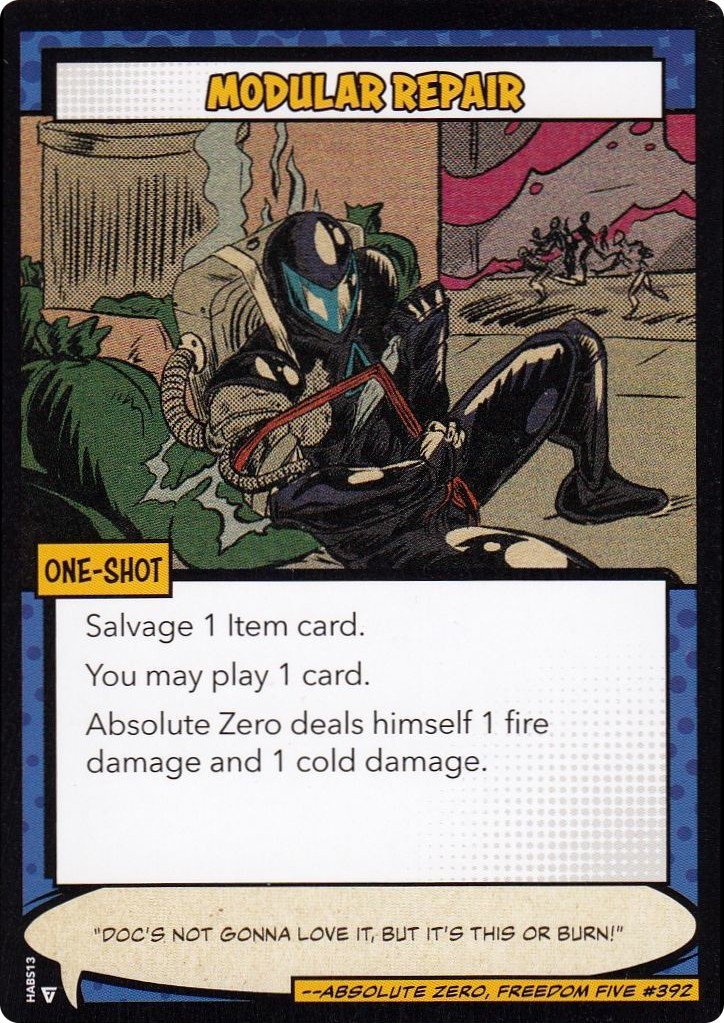 MODULAR REPAIR
ONE-SHOT
Salvage 1 Item card.
You may play 1 card.
Absolute Zero deals himself 1 fire
damage and 1 cold damage.
"DOC'S NOT GONNA LOVE IT, BUT IT'S THIS OR BURN!"
--ABSOLUTE ZERO, FREEDOM FIVE #392
HABS13